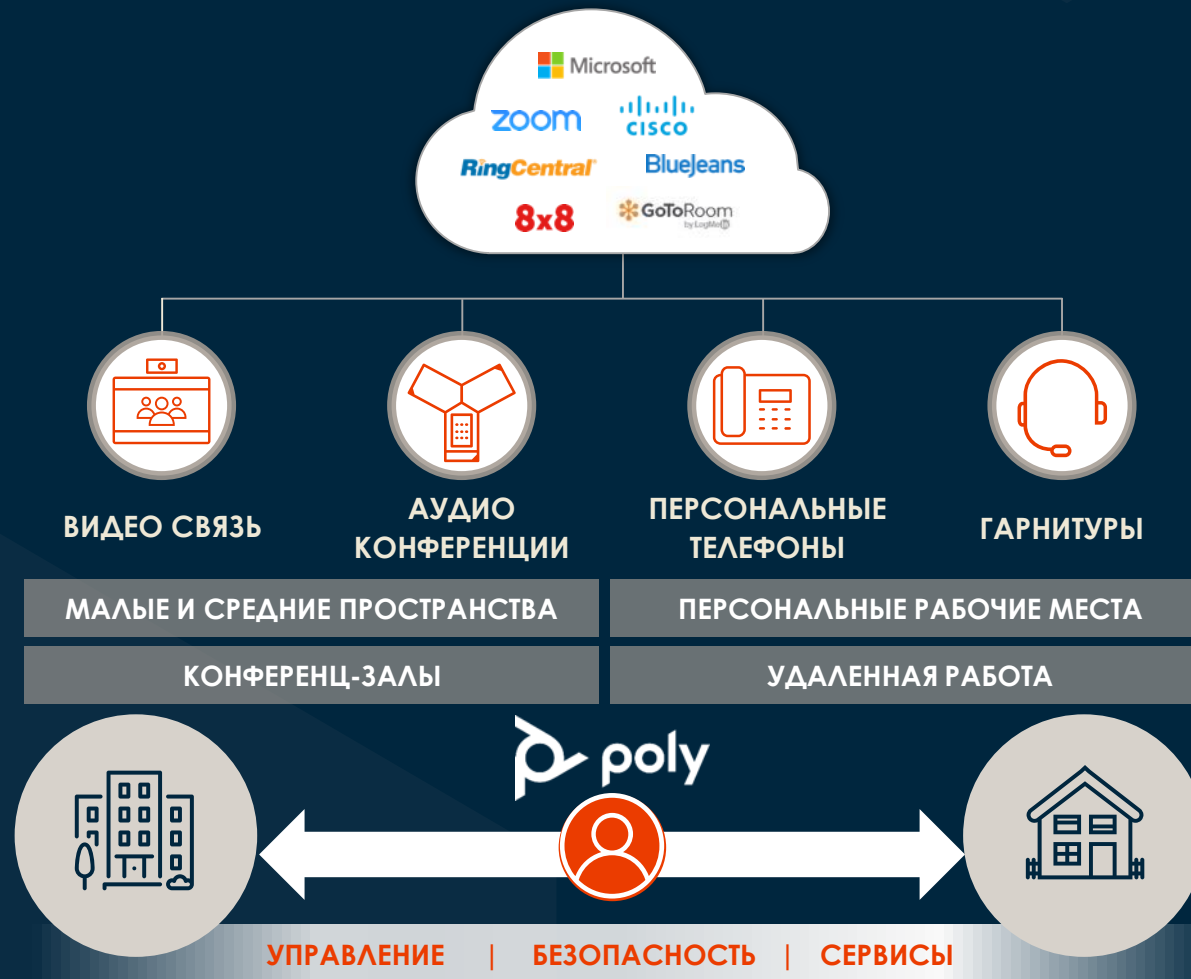 Microsoft
zoom
cisco
RingCentral
BlueJeans
8x8
GoToRoom
by LogMeIn
ВИДЕО СВЯЗЬ
АУДИО
КОНФЕРЕНЦИИ
ПЕРСОНАЛЬНЫЕ
ТЕЛЕФОНЫ
ГАРНИТУРЫ
МАЛЫЕ И СРЕДНИЕ ПРОСТРАНСТВА
ПЕРСОНАЛЬНЫЕ РАБОЧИЕ МЕСТА
КОНФЕРЕНЦ-ЗАЛЫ
УДАЛЕННАЯ РАБОТА
poly
УПРАВЛЕНИЕ | БЕЗОПАСНОСТЬ | СЕРВИСЫ